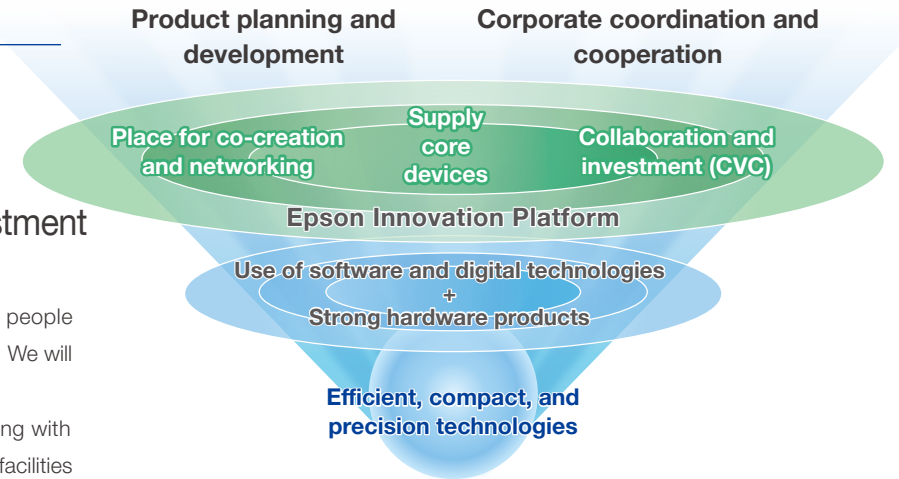 Product planning and
development
Corporate coordination and
cooperation
Place for co-creation
and networking
Supply
core
devices
Collaboration and
investment (CVC)
Epson Innovation Platform
Use of software and digital technologies
+
Strong hardware products
Efficient, compact, and
precision technologies
people
We will
with
facilities